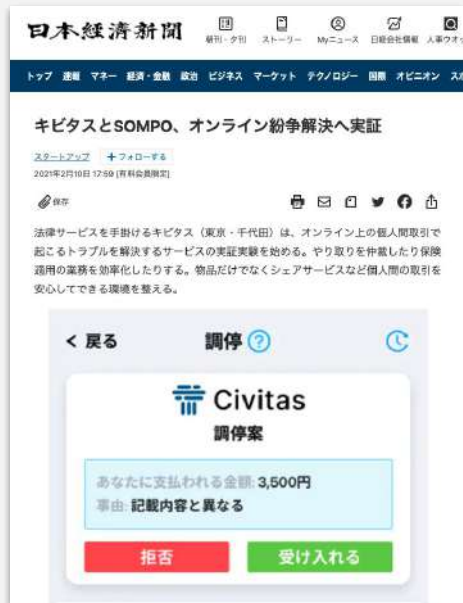 日本経済新聞
朝刊・夕刊 ストーリー Myニュース 日経会社情報 人事ウオッ
トップ 速報 マネー 経済・金融 政治 ビジネス マーケット テクノロジー 国際 オピニオン スポ
キビタスとSOMPO、オンライン紛争解決へ実証
スタートアップ +フォローする
2021年2月10日 17:59 [有料会員限定]
保存
法律サービスを手掛けるキビタス（東京・千代田）は、オンライン上の個人間取引で
起こるトラブルを解決するサービスの実証実験を始める。やり取りを仲裁したり保険
適用の業務を効率化したりする。物品だけでなくシェアサービスなど個人間の取引を
安心してできる環境を整える。
< 戻る 調停 ?
Civitas
調停案
あなたに支払われる金額: 3,500円
事由: 記載内容と異なる
拒否 受け入れる